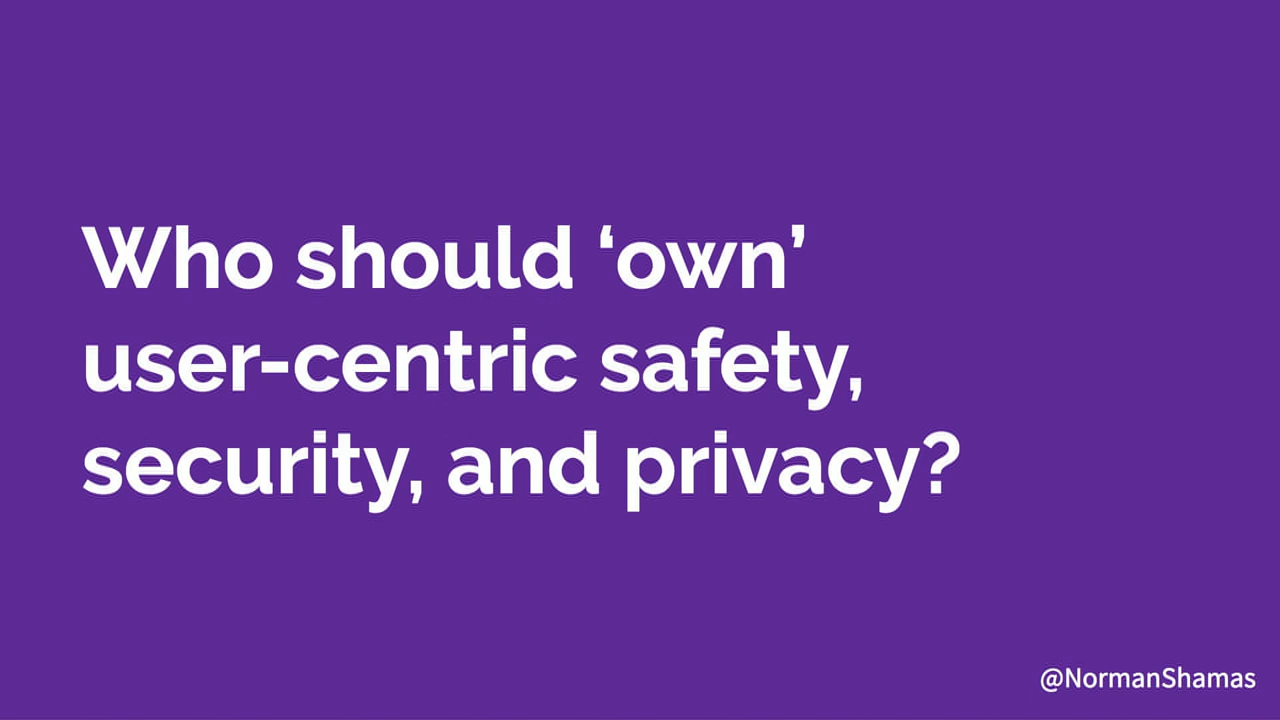 Who should ‘own’
user-centric safety,
security, and privacy?
@NormanShamas